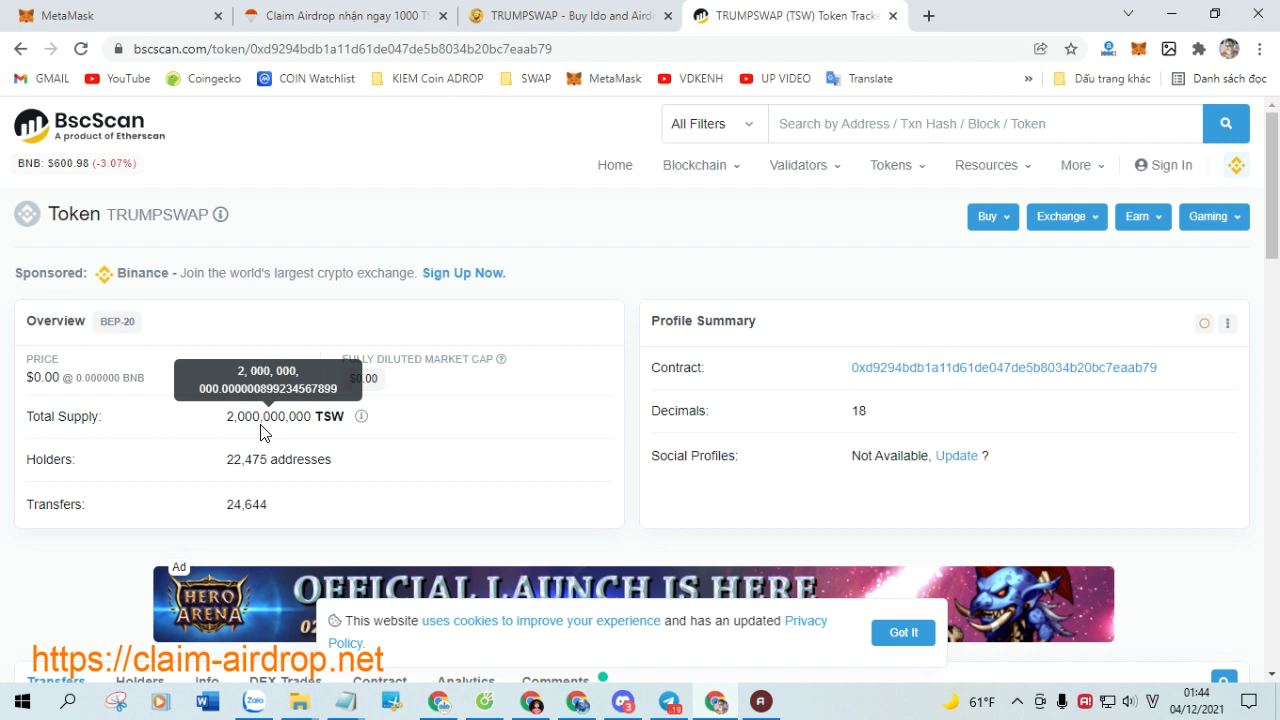 MetaMask
Claim Airdrop nhận ngay 1000 TS
TRUMPSWAP - Buy Ido and Aird
TRUMPSWAP (TSW) Token Track
bscscan.com/token/0xd9294bdb1a11d61de047de5b8034b20bc7eaab79
GMAIL
YouTube
Coingecko
COIN Watchlist
KIEM Coin ADROP
SWAP
MetaMask
VDKENH
UP VIDEO
Translate
»
Dấu trang khác
Danh sách đọc
BscScan
A product of Etherscan
All Filters
Search by Address / Txn Hash / Block / Token
BNB: $600.98 (-3.07%)
Home
Blockchain
Validators
Tokens
Resources
More
Sign In
Token TRUMPSWAP
Buy
Exchange
Earn
Gaming
Sponsored: Binance - Join the world's largest crypto exchange. Sign Up Now.
Overview BEP-20
PRICE
$0.00 @ 0.000000 BNB
FULLY DILUTED MARKET CAP
$0.00
2, 000, 000,
000.000000899234567899
Total Supply: 2,000,000,000 TSW
Holders: 22,475 addresses
Transfers: 24,644
Profile Summary
Contract: 0xd9294bdb1a11d61de047de5b8034b20bc7eaab79
Decimals: 18
Social Profiles: Not Available, Update ?
Ad
HERO
ARENA
OFFICIAL LAUNCH IS HERE
This website uses cookies to improve your experience and has an updated Privacy
Policy.
Got It
https://claim-airdrop.net
Transfers
Holders
Info
DEX Trades
Contract
Analytics
Comments
Zalo
3
19
61°F
01:44
04/12/2021